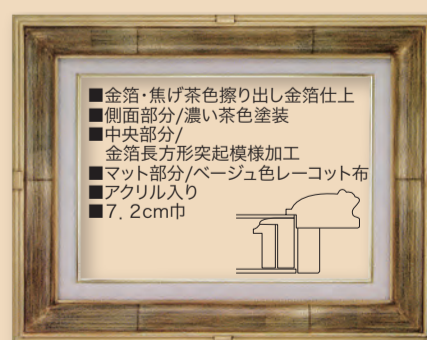 ■金箔・焦げ茶色擦り出し金箔仕上
■側面部分/濃い茶色塗装
■中央部分/
金箔長方形突起模様加工
■マット部分/ベージュ色レーコット布
■アクリル入り
■7．2cm巾